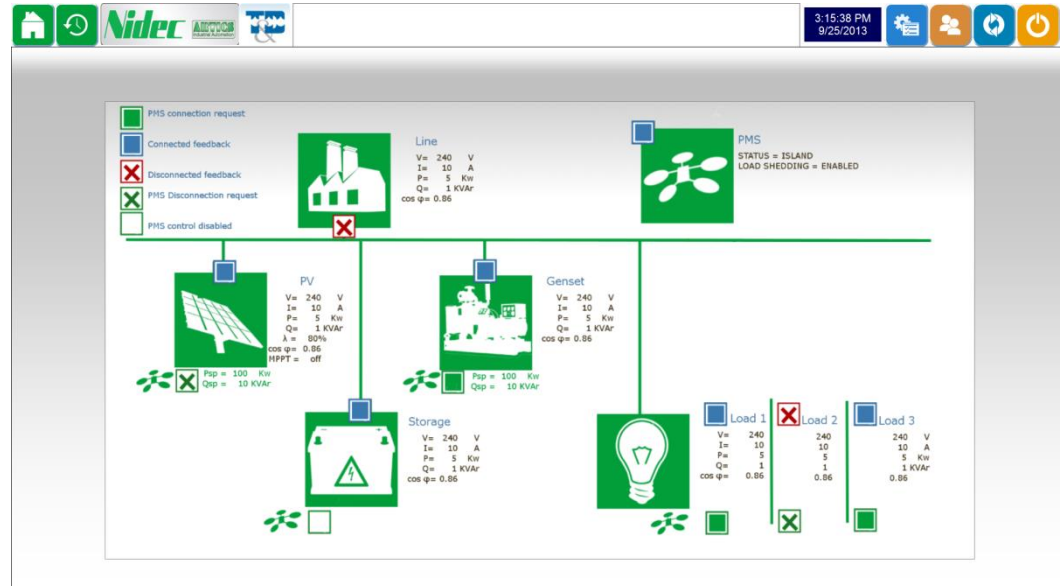 Nidec
ANTICS
Industrial Automation
T&D
3:15:38 PM
9/25/2013
PMS connection request
Connected feedback
Disconnected feedback
PMS Disconnection request
PMS control disabled
Line
V= 240 V
I= 10 A
P= 5 Kw
Q= 1 KVAr
cos φ= 0.86
PMS
STATUS = ISLAND
LOAD SHEDDING = ENABLED
PV
V= 240 V
I= 10 A
P= 5 Kw
Q= 1 KVAr
λ = 80%
cos φ= 0.86
MPPT = off
Psp = 100 Kw
Qsp = 10 KVAr
Genset
V= 240 V
I= 10 A
P= 5 Kw
Q= 1 KVAr
cos φ= 0.86
Psp = 100 Kw
Qsp = 10 KVAr
Storage
V= 240 V
I= 10 A
P= 5 Kw
Q= 1 KVAr
cos φ= 0.86
Load 1 Load 2 Load 3
V= 240 240 240 V
I= 10 10 10 A
P= 5 5 5 Kw
Q= 1 1 1 KVAr
cos φ= 0.86 0.86 0.86